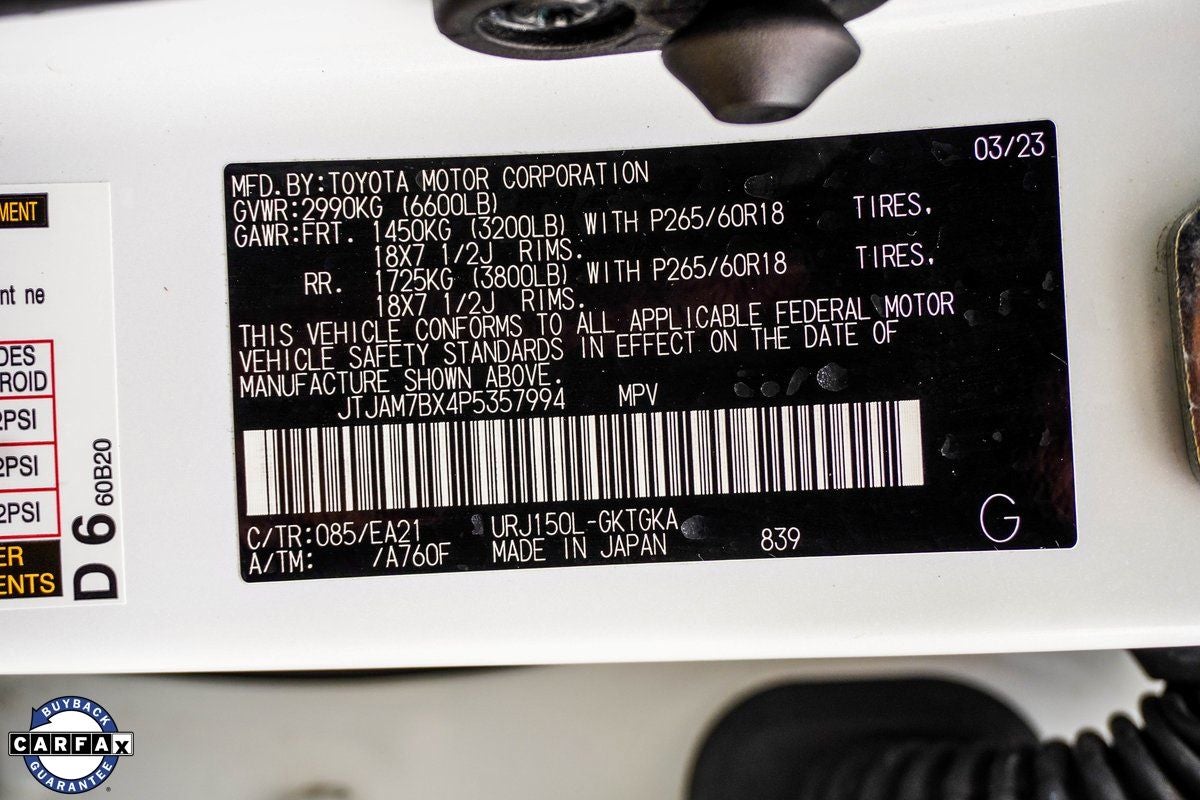 03/23
MFD.BY:TOYOTA MOTOR CORPORATION
GVWR:2990KG (6600LB)
GAWR:FRT. 1450KG (3200LB) WITH P265/60R18 TIRES,
18X7 1/2J RIMS.
RR. 1725KG (3800LB) WITH P265/60R18 TIRES,
18X7 1/2J RIMS.
THIS VEHICLE CONFORMS TO ALL APPLICABLE FEDERAL MOTOR
VEHICLE SAFETY STANDARDS IN EFFECT ON THE DATE OF
MANUFACTURE SHOWN ABOVE.
JTJAM7BX4P5357994 MPV
C/TR:085/EA21 URJ150L-GKTGKA
A/TM: /A760F MADE IN JAPAN 839
G
MENT
nt ne
DES
ROID
2PSI
2PSI
2PSI
ER
ENTS
D 6 60B20
BUYBACK
CARFAX
GUARANTEE